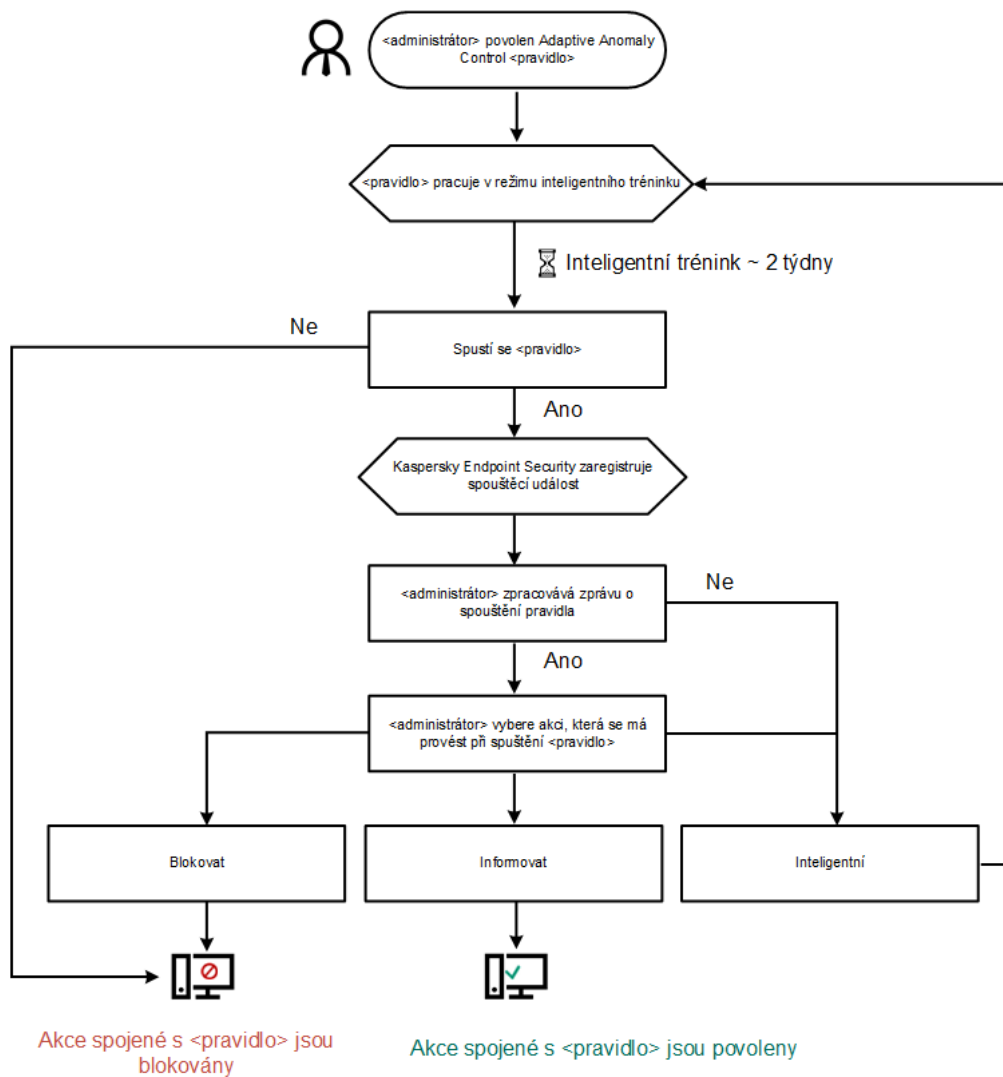 <administrátor> povolen Adaptive Anomaly
Control <pravidlo>
<pravidlo> pracuje v režimu inteligentního tréninku
Inteligentní trénink ~ 2 týdny
Ne
Spustí se <pravidlo>
Ano
Kaspersky Endpoint Security zaregistruje
spouštěcí událost
Ne
<administrátor> zpracovává zprávu o
spouštění pravidla
Ano
<administrátor> vybere akci, která se má
provést při spuštění <pravidlo>
Blokovat
Informovat
Inteligentní
Akce spojené s <pravidlo> jsou
blokovány
Akce spojené s <pravidlo> jsou povoleny